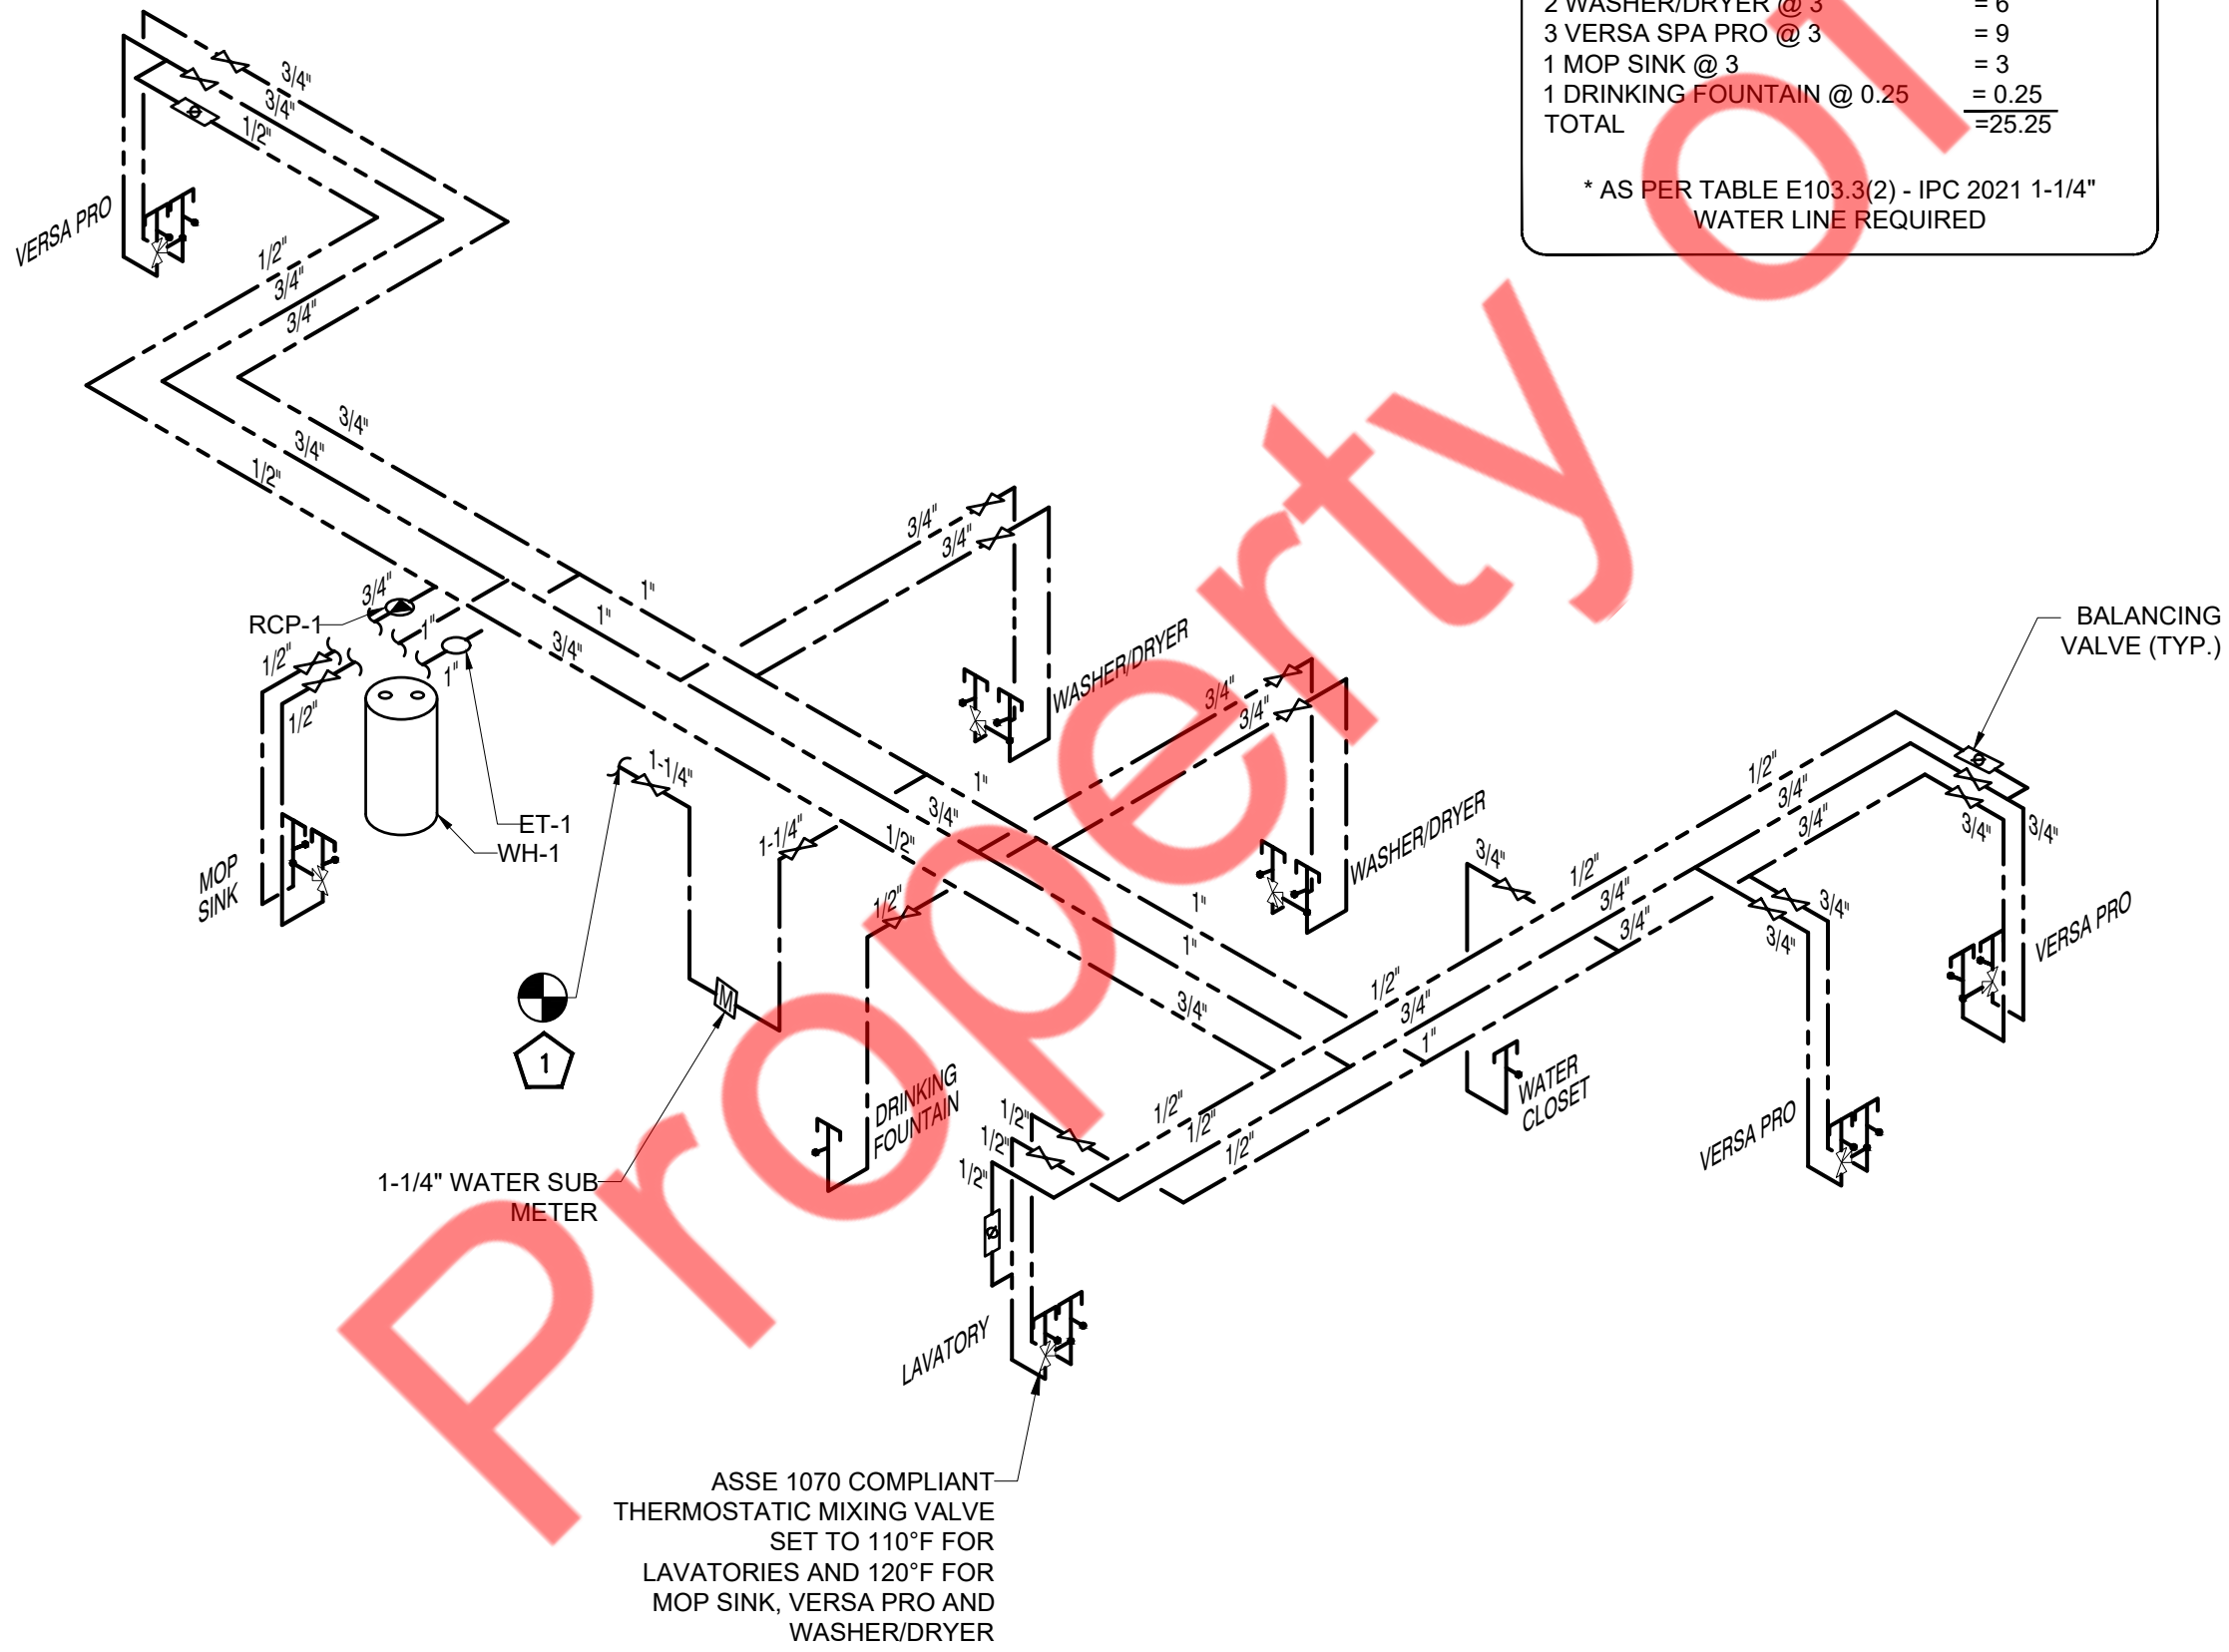 2 WASHER/DRYER @ 3 = 6
3 VERSA SPA PRO @ 3 = 9
1 MOP SINK @ 3 = 3
1 DRINKING FOUNTAIN @ 0.25 = 0.25
TOTAL =25.25
* AS PER TABLE E103.3(2) - IPC 2021 1-1/4"
WATER LINE REQUIRED
3/4"
3/4"
1/2"
VERSA PRO
1/2"
3/4"
3/4"
3/4"
3/4"
1/2"
3/4"
3/4"
1"
1"
3/4"
3/4"
RCP-1
1"
1"
1/2"
1/2"
WASHER/DRYER
BALANCING
VALVE (TYP.)
3/4"
3/4"
1-1/4"
1"
3/4"
1/2"
1-1/4"
ET-1
WH-1
MOP
SINK
1/2"
WASHER/DRYER
1/2"
3/4"
3/4"
3/4"
3/4"
3/4"
1/2"
3/4"
3/4"
3/4"
3/4"
VERSA PRO
1"
1"
3/4"
1/2"
3/4"
1"
M
1
DRINKING
FOUNTAIN
WATER
CLOSET
VERSA PRO
1/2"
1/2"
1/2"
1/2"
1/2"
1/2"
1-1/4" WATER SUB
METER
LAVATORY
ASSE 1070 COMPLIANT
THERMOSTATIC MIXING VALVE
SET TO 110°F FOR
LAVATORIES AND 120°F FOR
MOP SINK, VERSA PRO AND
WASHER/DRYER
Property of